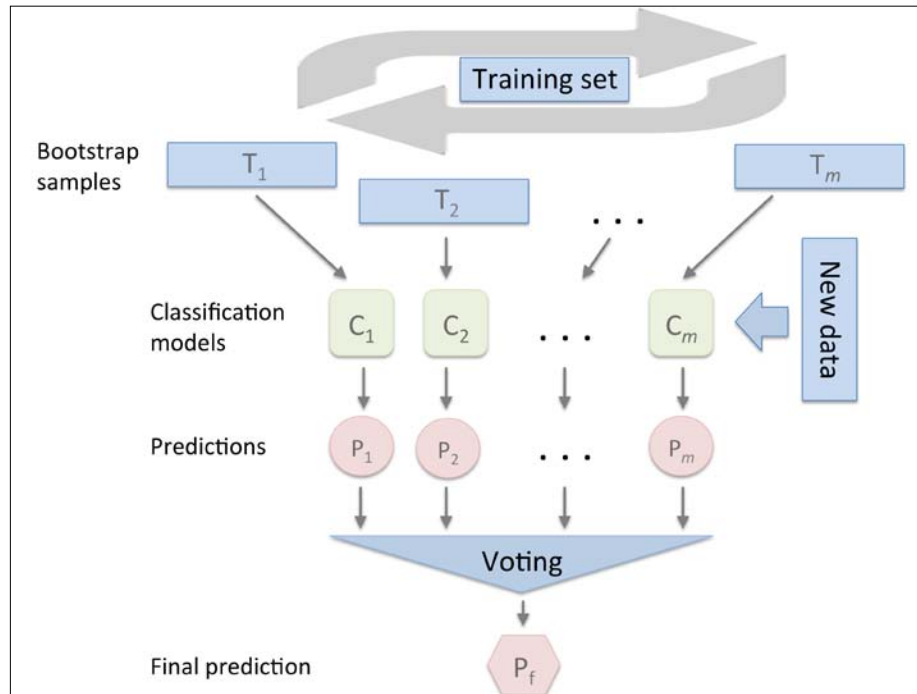 Training set
Bootstrap
samples
T₁
T₂
. . .
Tₘ
New data
Classification
models
C₁
C₂
. . .
Cₘ
Predictions
P₁
P₂
. . .
Pₘ
Voting
Final prediction
P_f